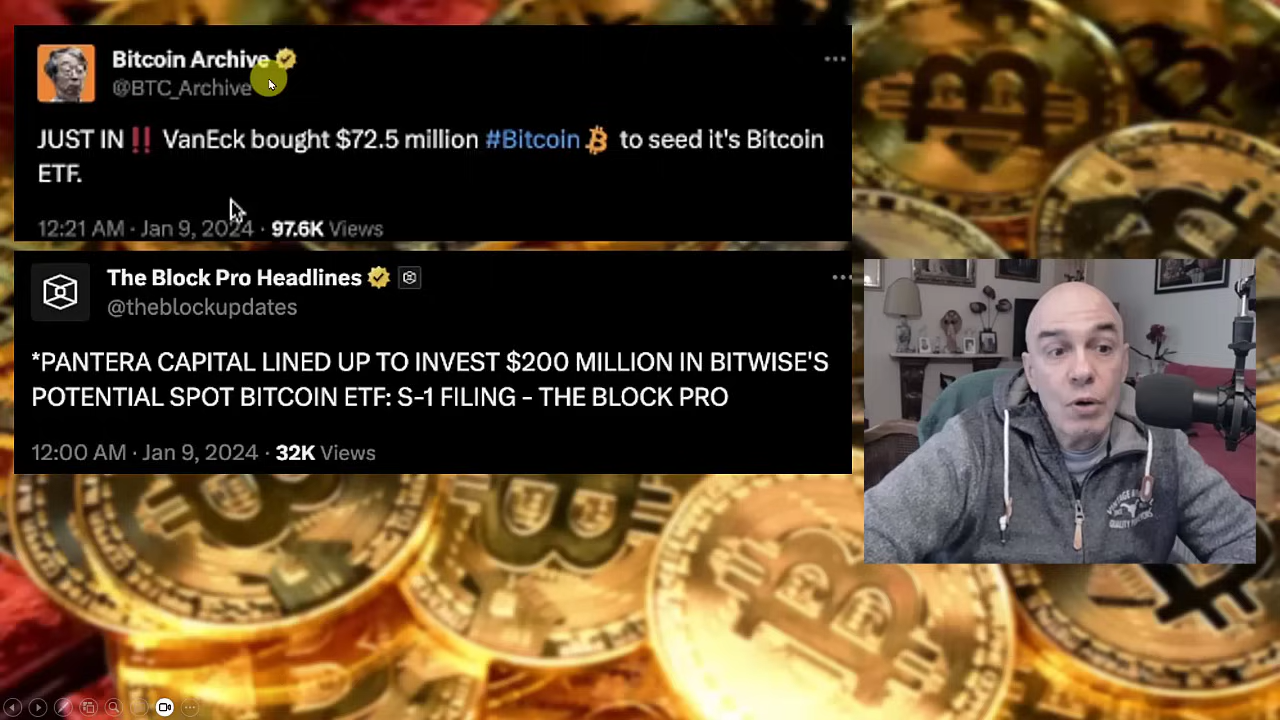 Bitcoin Archive
@BTC_Archive
JUST IN‼ VanEck bought $72.5 million #Bitcoin to seed it's Bitcoin
ETF.
12:21 AM · Jan 9, 2024 · 97.6K Views
The Block Pro Headlines
@theblockupdates
*PANTERA CAPITAL LINED UP TO INVEST $200 MILLION IN BITWISE'S
POTENTIAL SPOT BITCOIN ETF: S-1 FILING - THE BLOCK PRO
12:00 AM · Jan 9, 2024 · 32K Views